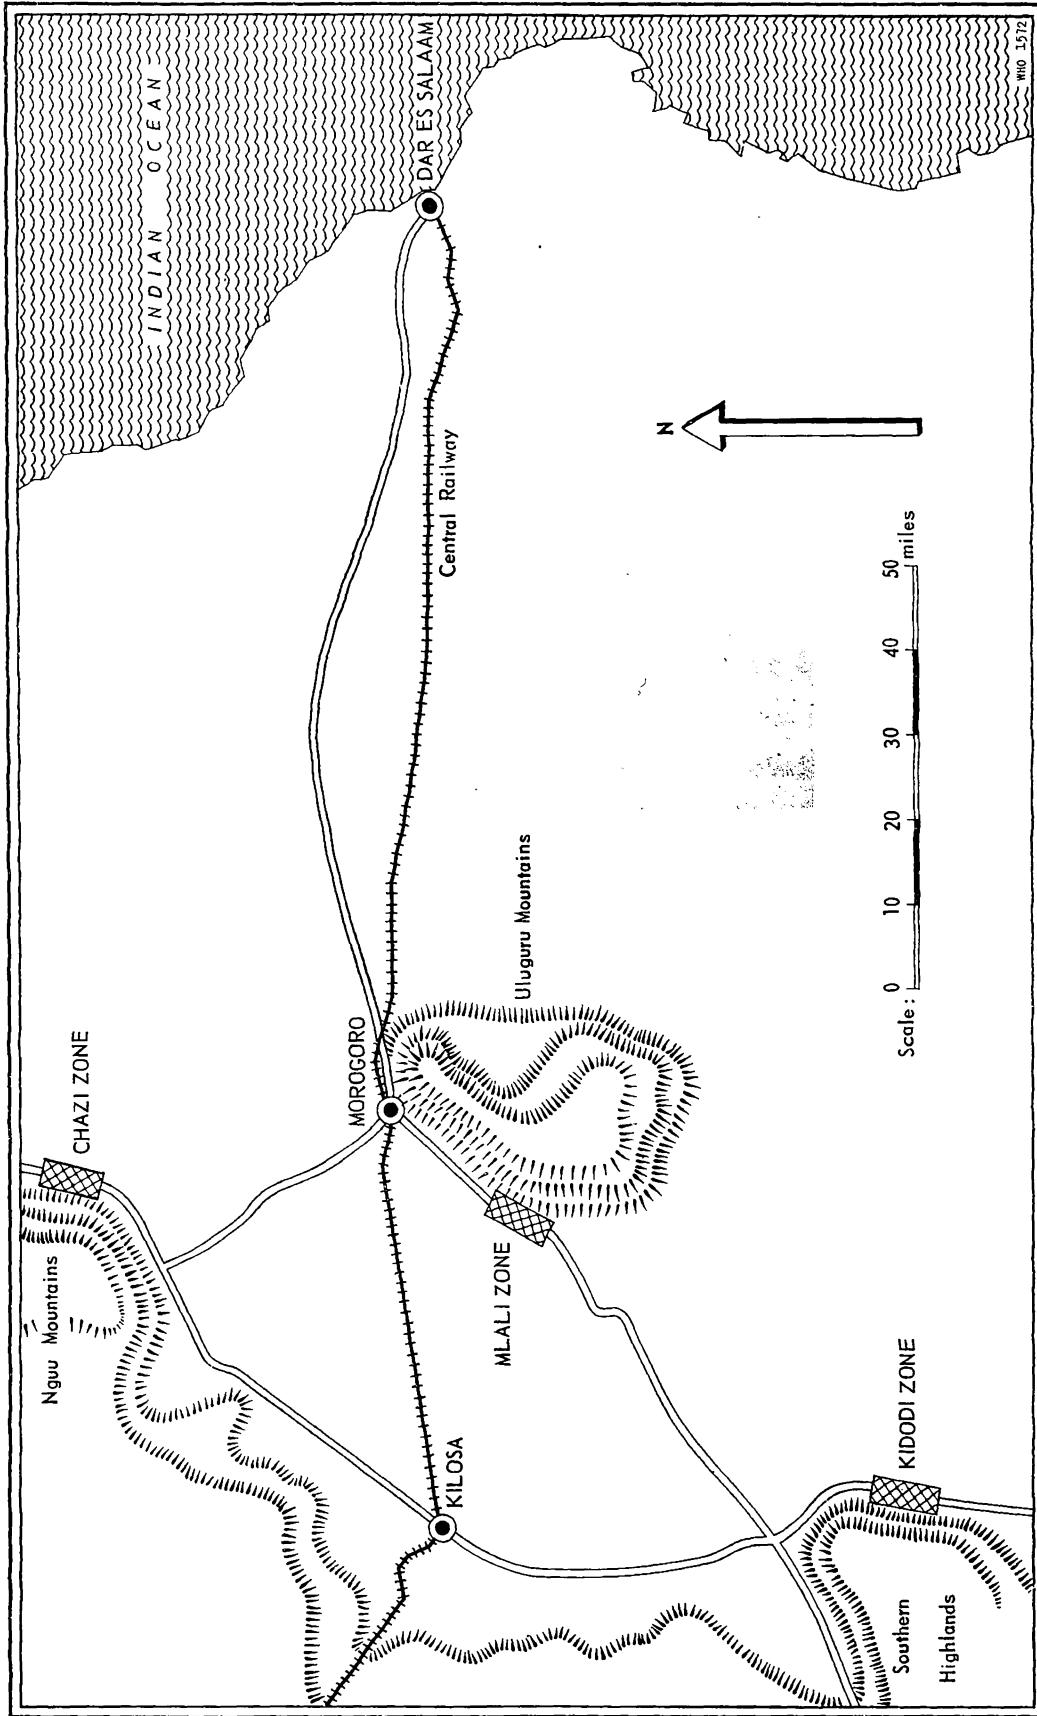 INDIAN OCEAN
DAR ES SALAAM
Central Railway
N
CHAZI ZONE
MOROGORO
Uluguru Mountains
Nguu Mountains
MLALI ZONE
KILOSA
KIDODI ZONE
Southern
Highlands
Scale : 0 10 20 30 40 50 miles
WHO 1572